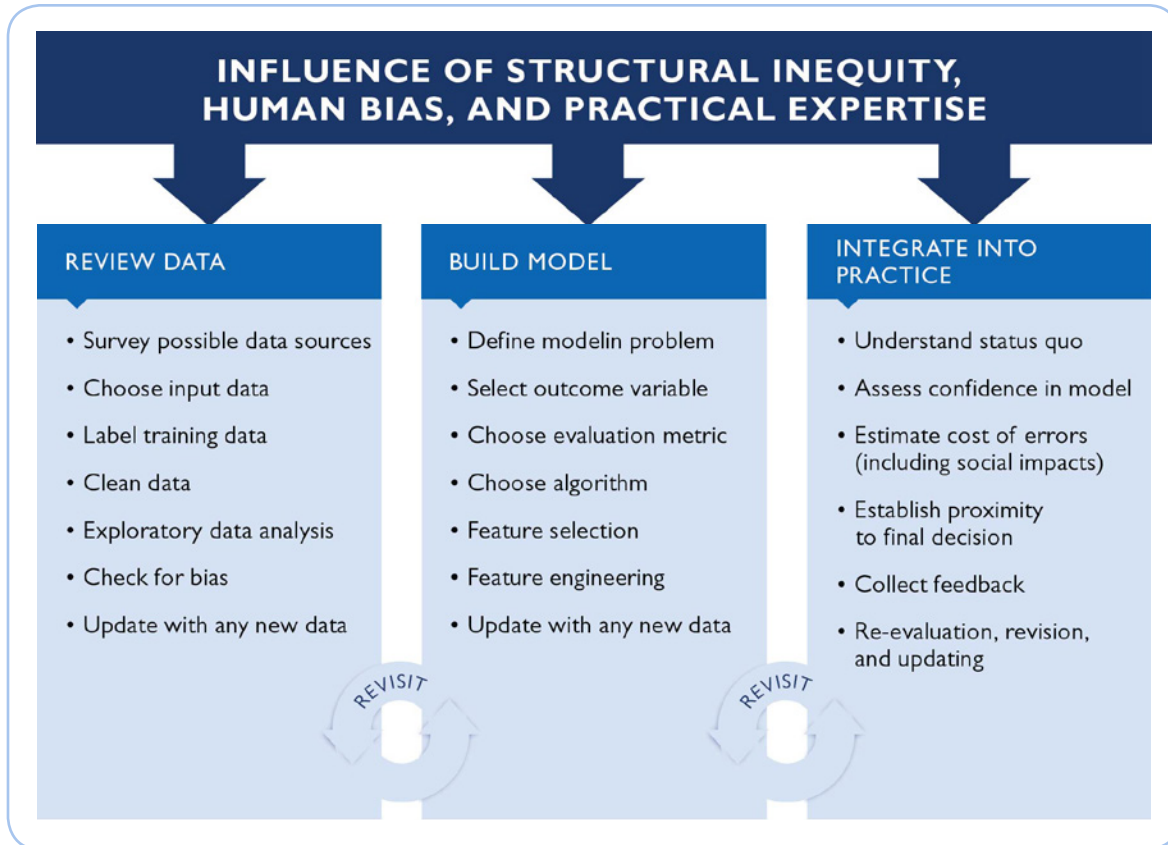 INFLUENCE OF STRUCTURAL INEQUITY,
HUMAN BIAS, AND PRACTICAL EXPERTISE
REVIEW DATA
• Survey possible data sources
• Choose input data
• Label training data
• Clean data
• Exploratory data analysis
• Check for bias
• Update with any new data
REVISIT
BUILD MODEL
• Define modelin problem
• Select outcome variable
• Choose evaluation metric
• Choose algorithm
• Feature selection
• Feature engineering
• Update with any new data
REVISIT
INTEGRATE INTO
PRACTICE
• Understand status quo
• Assess confidence in model
• Estimate cost of errors
(including social impacts)
• Establish proximity
to final decision
• Collect feedback
• Re-evaluation, revision,
and updating